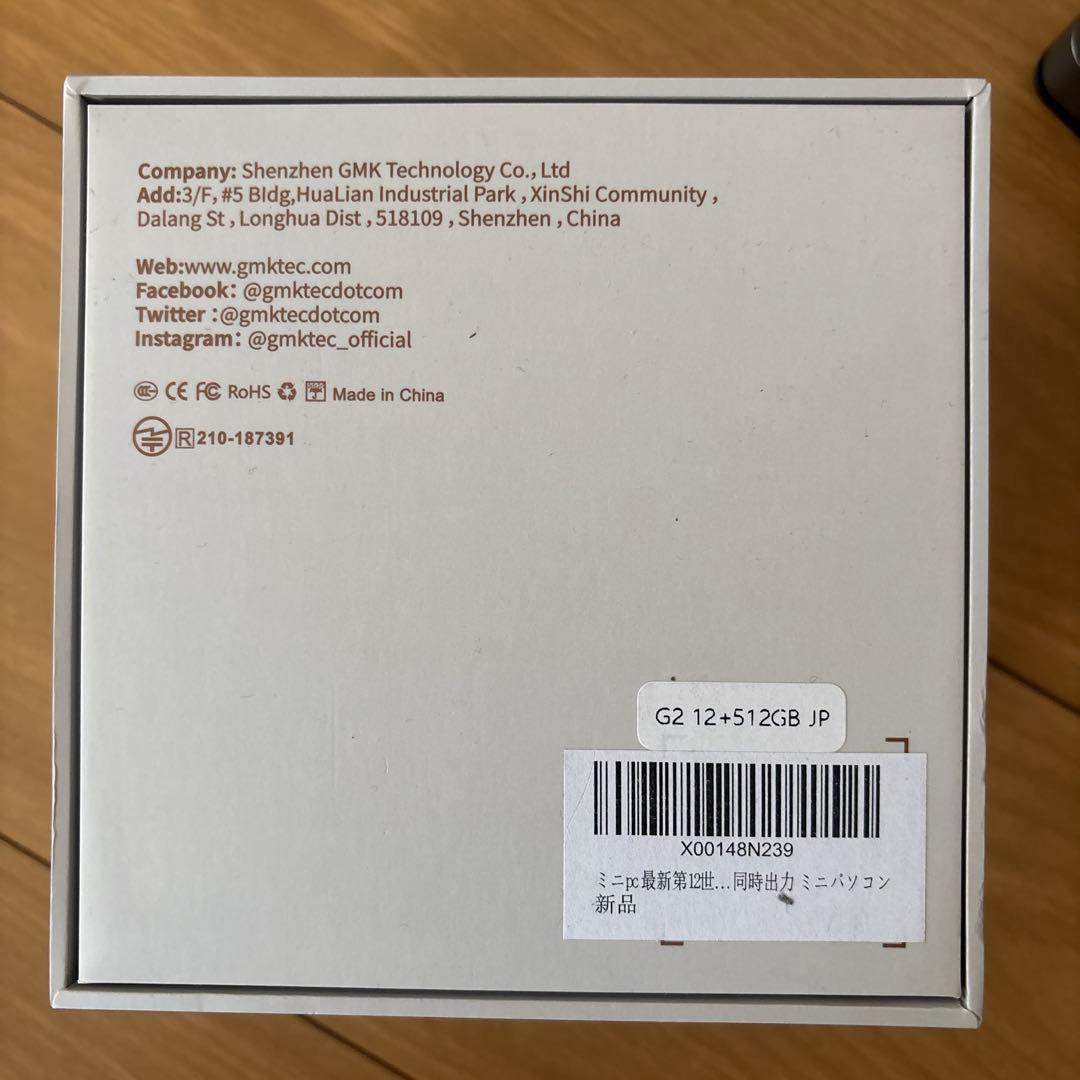 Company: Shenzhen GMK Technology Co., Ltd
Add:3/F, #5 Bldg,HuaLian Industrial Park , XinShi Community ,
Dalang St , Longhua Dist , 518109 , Shenzhen , China
Web:www.gmktec.com
Facebook: @gmktecdotcom
Twitter :@gmktecdotcom
Instagram: @gmktec_official
CCC CE FC RoHS Made in China
R 210-187391
G2 12+512GB JP
X00148N239
ミニpc 最新第12世...同時出力 ミニパソコン
新品